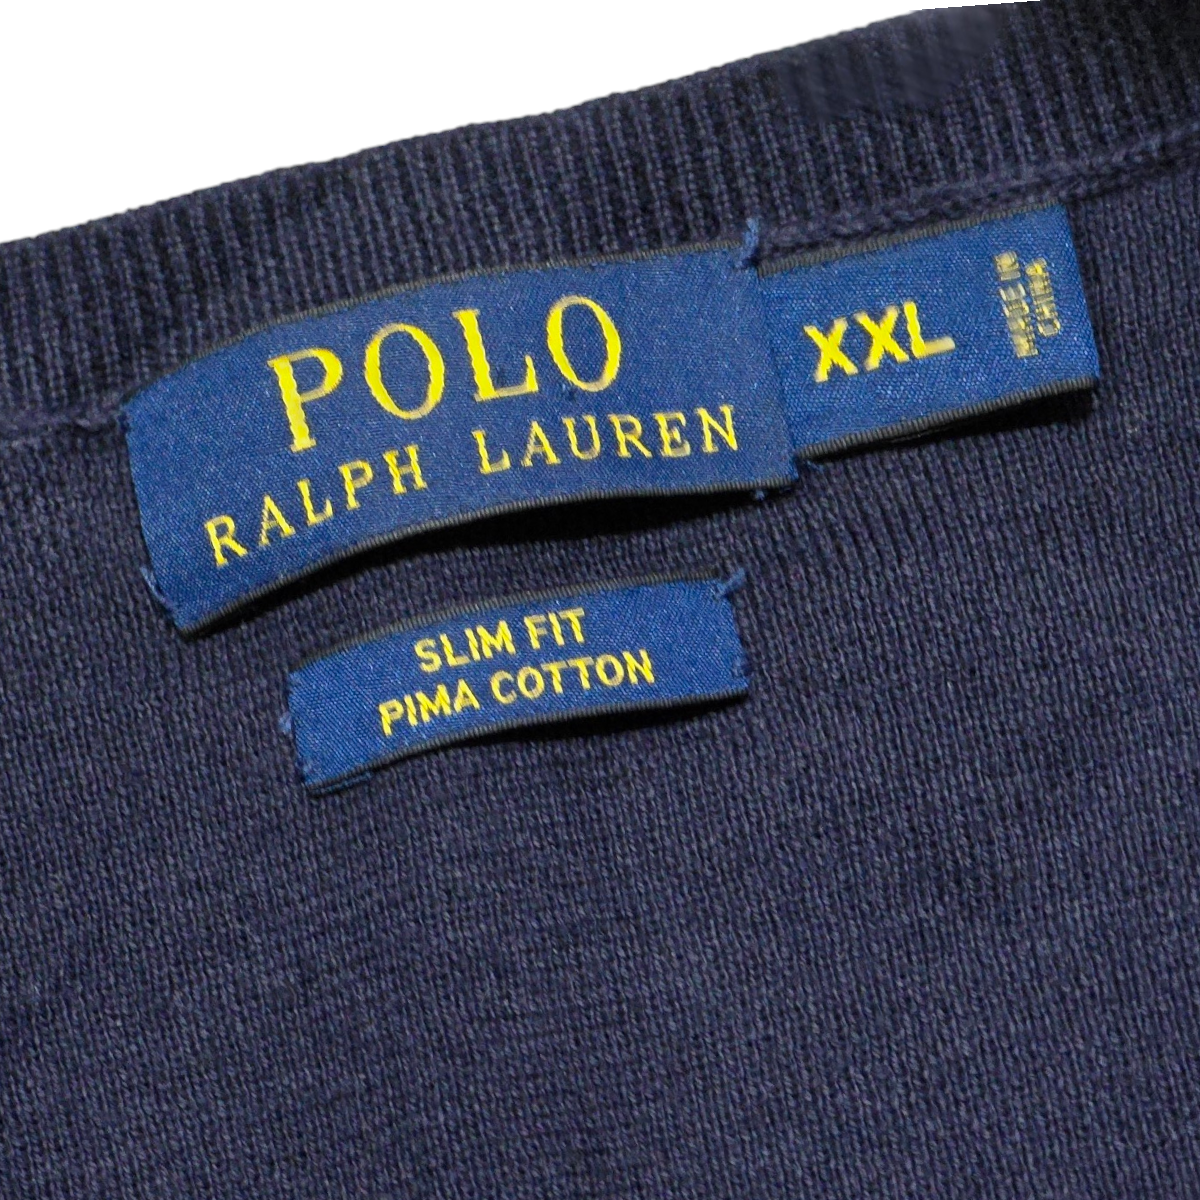 POLO
RALPH LAUREN
XXL
MADE IN
CHINA
SLIM FIT
PIMA COTTON